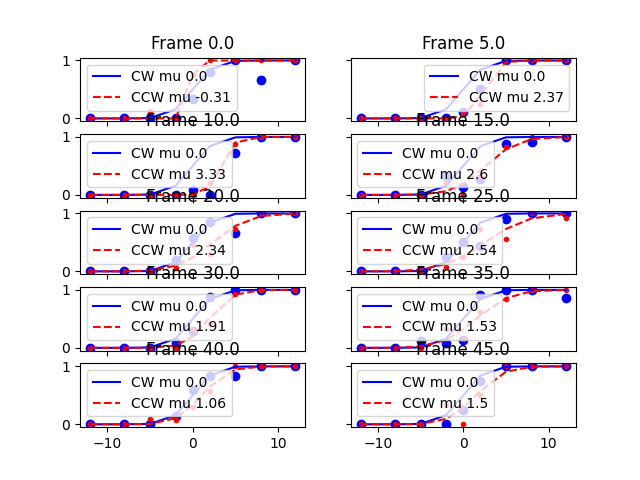 Frame 0.0
1
0
CW mu 0.0
CCW mu -0.31
Frame 5.0
CW mu 0.0
CCW mu 2.37
Frame 10.0
1
0
CW mu 0.0
CCW mu 3.33
Frame 15.0
CW mu 0.0
CCW mu 2.6
Frame 20.0
1
0
CW mu 0.0
CCW mu 2.34
Frame 25.0
CW mu 0.0
CCW mu 2.54
Frame 30.0
1
0
CW mu 0.0
CCW mu 1.91
Frame 35.0
CW mu 0.0
CCW mu 1.53
Frame 40.0
1
0
CW mu 0.0
CCW mu 1.06
−10 0 10
Frame 45.0
CW mu 0.0
CCW mu 1.5
−10 0 10